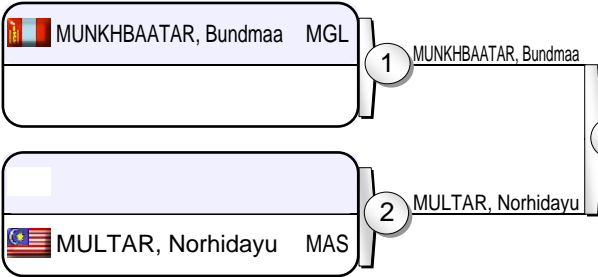 MUNKHBAATAR, Bundmaa MGL
1
MUNKHBAATAR, Bundmaa
2
MULTAR, Norhidayu
MULTAR, Norhidayu MAS